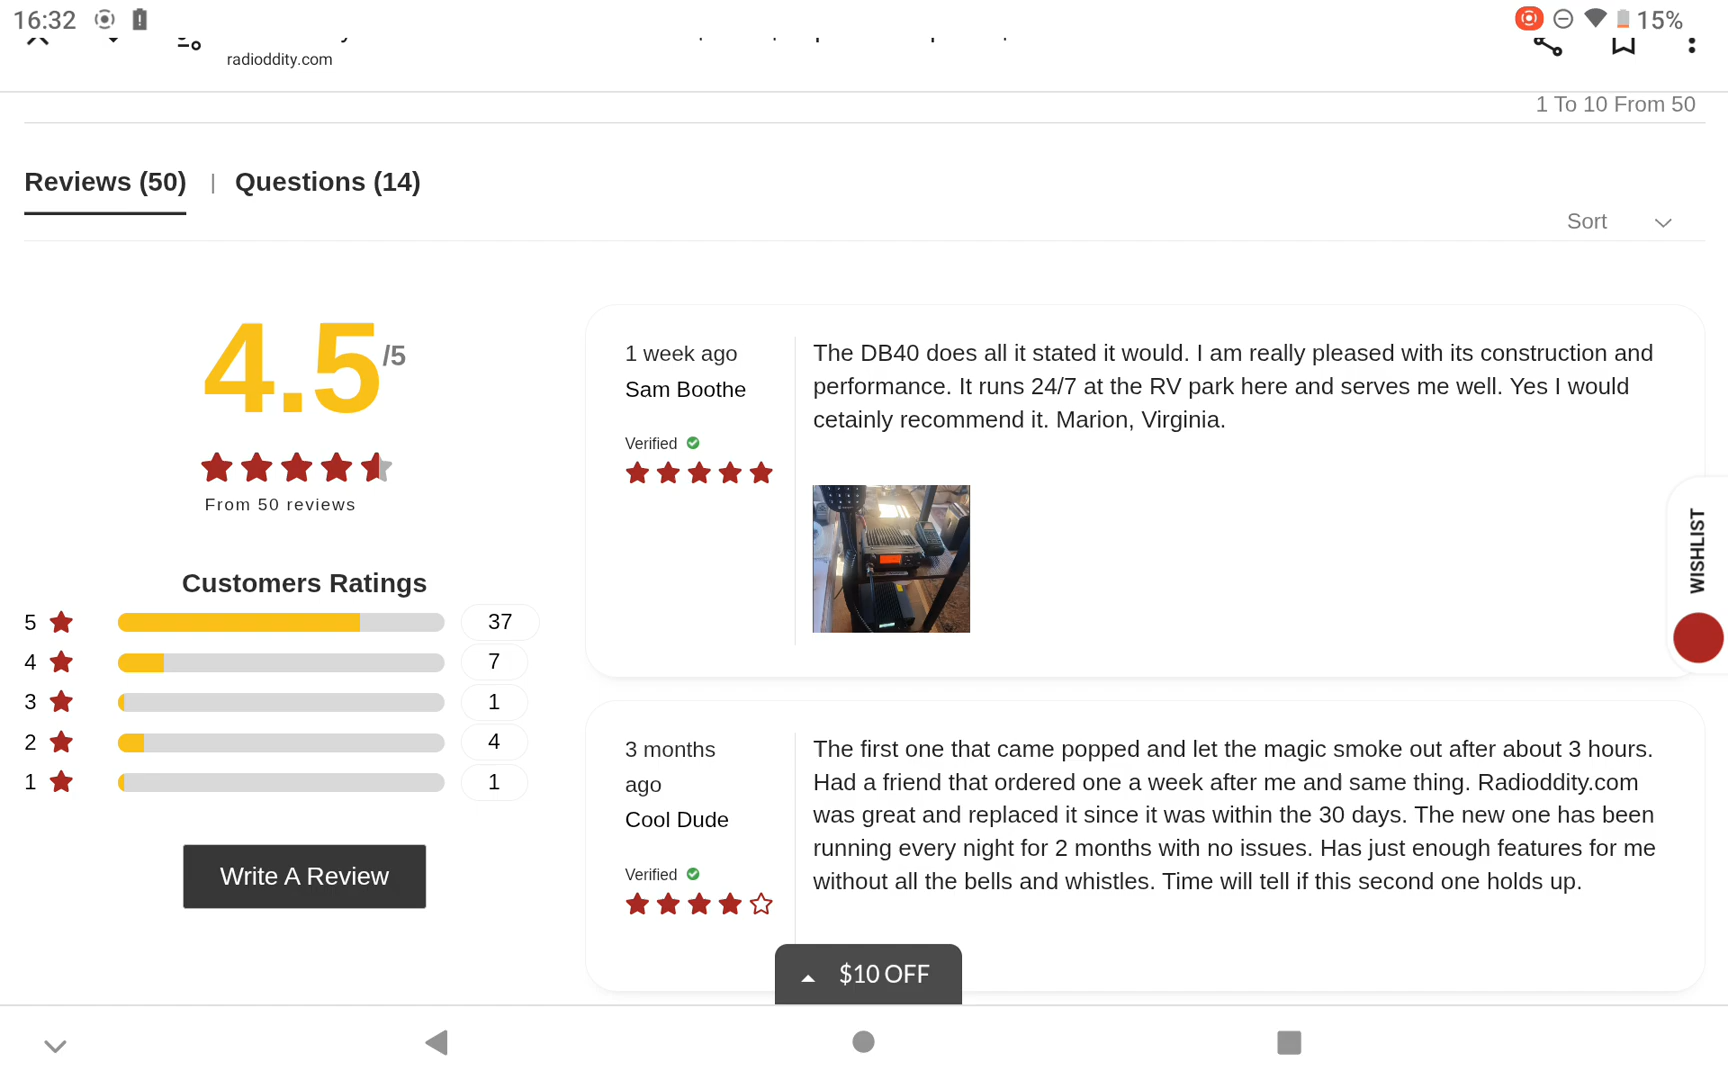 16:32
15%
radioddity.com
1 To 10 From 50
Reviews (50) | Questions (14)
Sort
4.5/5
From 50 reviews
Customers Ratings
5 37
4 7
3 1
2 4
1 1
Write A Review
1 week ago
Sam Boothe
Verified
The DB40 does all it stated it would. I am really pleased with its construction and
performance. It runs 24/7 at the RV park here and serves me well. Yes I would
cetainly recommend it. Marion, Virginia.
WISHLIST
3 months
ago
Cool Dude
Verified
The first one that came popped and let the magic smoke out after about 3 hours.
Had a friend that ordered one a week after me and same thing. Radioddity.com
was great and replaced it since it was within the 30 days. The new one has been
running every night for 2 months with no issues. Has just enough features for me
without all the bells and whistles. Time will tell if this second one holds up.
$10 OFF